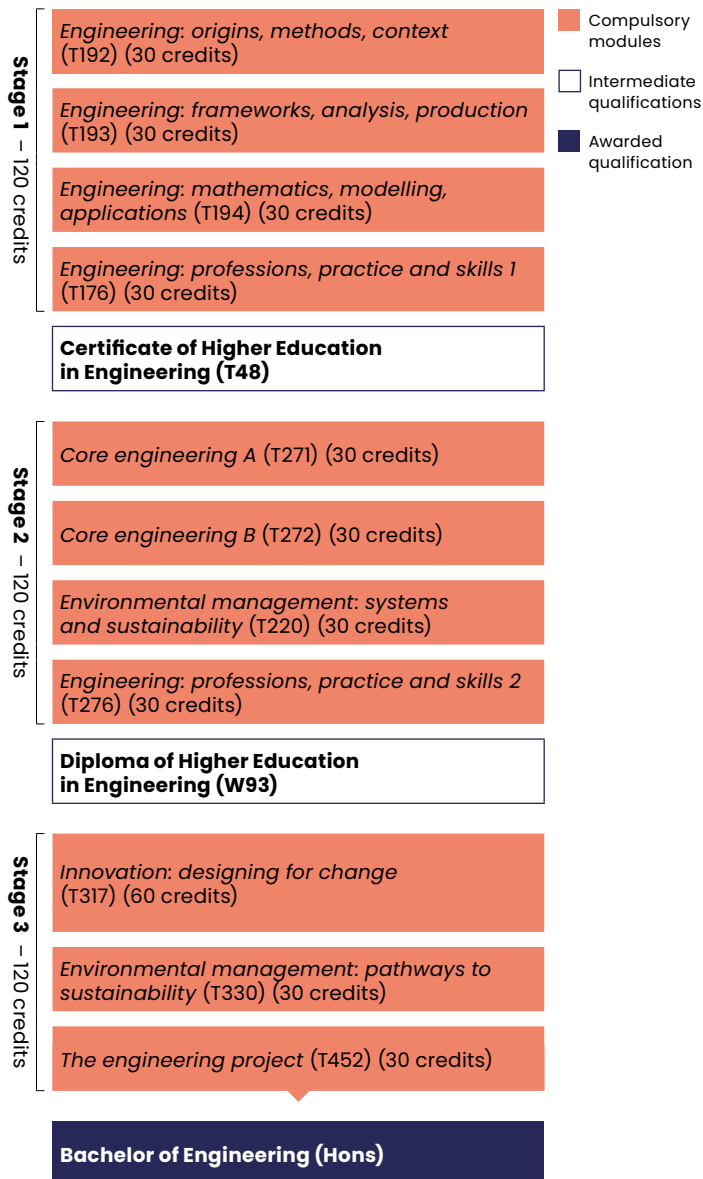 Compulsory
modules
Intermediate
qualifications
Awarded
qualification
Stage 1 – 120 credits
Engineering: origins, methods, context
(T192) (30 credits)
Engineering: frameworks, analysis, production
(T193) (30 credits)
Engineering: mathematics, modelling,
applications (T194) (30 credits)
Engineering: professions, practice and skills 1
(T176) (30 credits)
Certificate of Higher Education
in Engineering (T48)
Stage 2 – 120 credits
Core engineering A (T271) (30 credits)
Core engineering B (T272) (30 credits)
Environmental management: systems
and sustainability (T220) (30 credits)
Engineering: professions, practice and skills 2
(T276) (30 credits)
Diploma of Higher Education
in Engineering (W93)
Stage 3 – 120 credits
Innovation: designing for change
(T317) (60 credits)
Environmental management: pathways to
sustainability (T330) (30 credits)
The engineering project (T452) (30 credits)
Bachelor of Engineering (Hons)